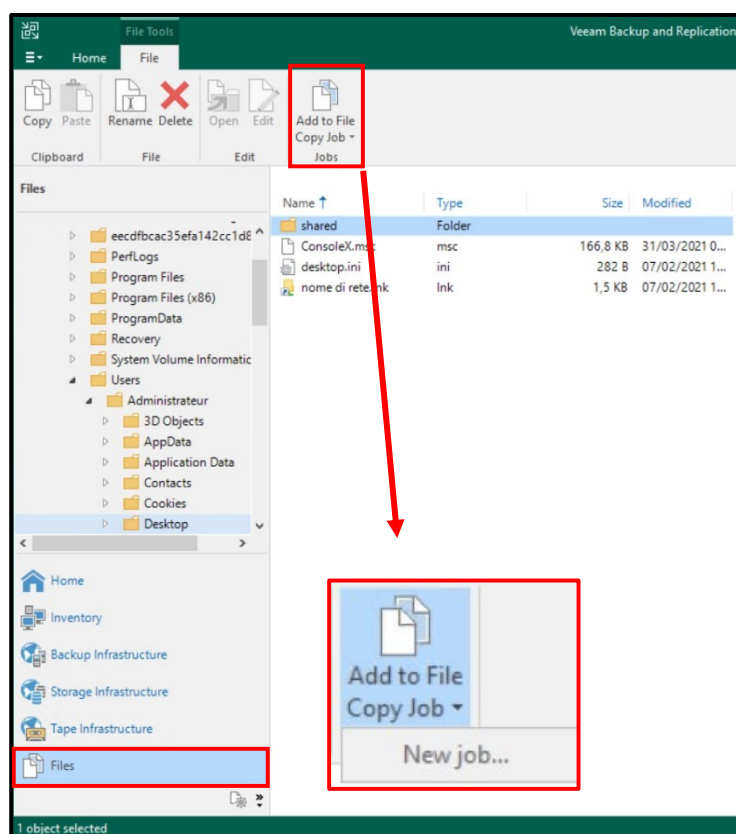 File Tools
Veeam Backup and Replication
Home File
Copy Paste Rename Delete Open Edit Add to File
Copy Job
Clipboard File Edit Jobs
Files
Name Type Size Modified
eecdfbcac35efa142cc1d8
PerfLogs
Program Files
Program Files (x86)
ProgramData
Recovery
System Volume Informatic
Users
Administrateur
3D Objects
AppData
Application Data
Contacts
Cookies
Desktop
shared Folder
ConsoleX.msc msc 166,8 KB 31/03/2021 0...
desktop.ini ini 282 B 07/02/2021 1...
nome di rete.lnk lnk 1,5 KB 07/02/2021 1...
Home
Inventory
Backup Infrastructure
Storage Infrastructure
Tape Infrastructure
Files
Add to File
Copy Job
New job...
1 object selected